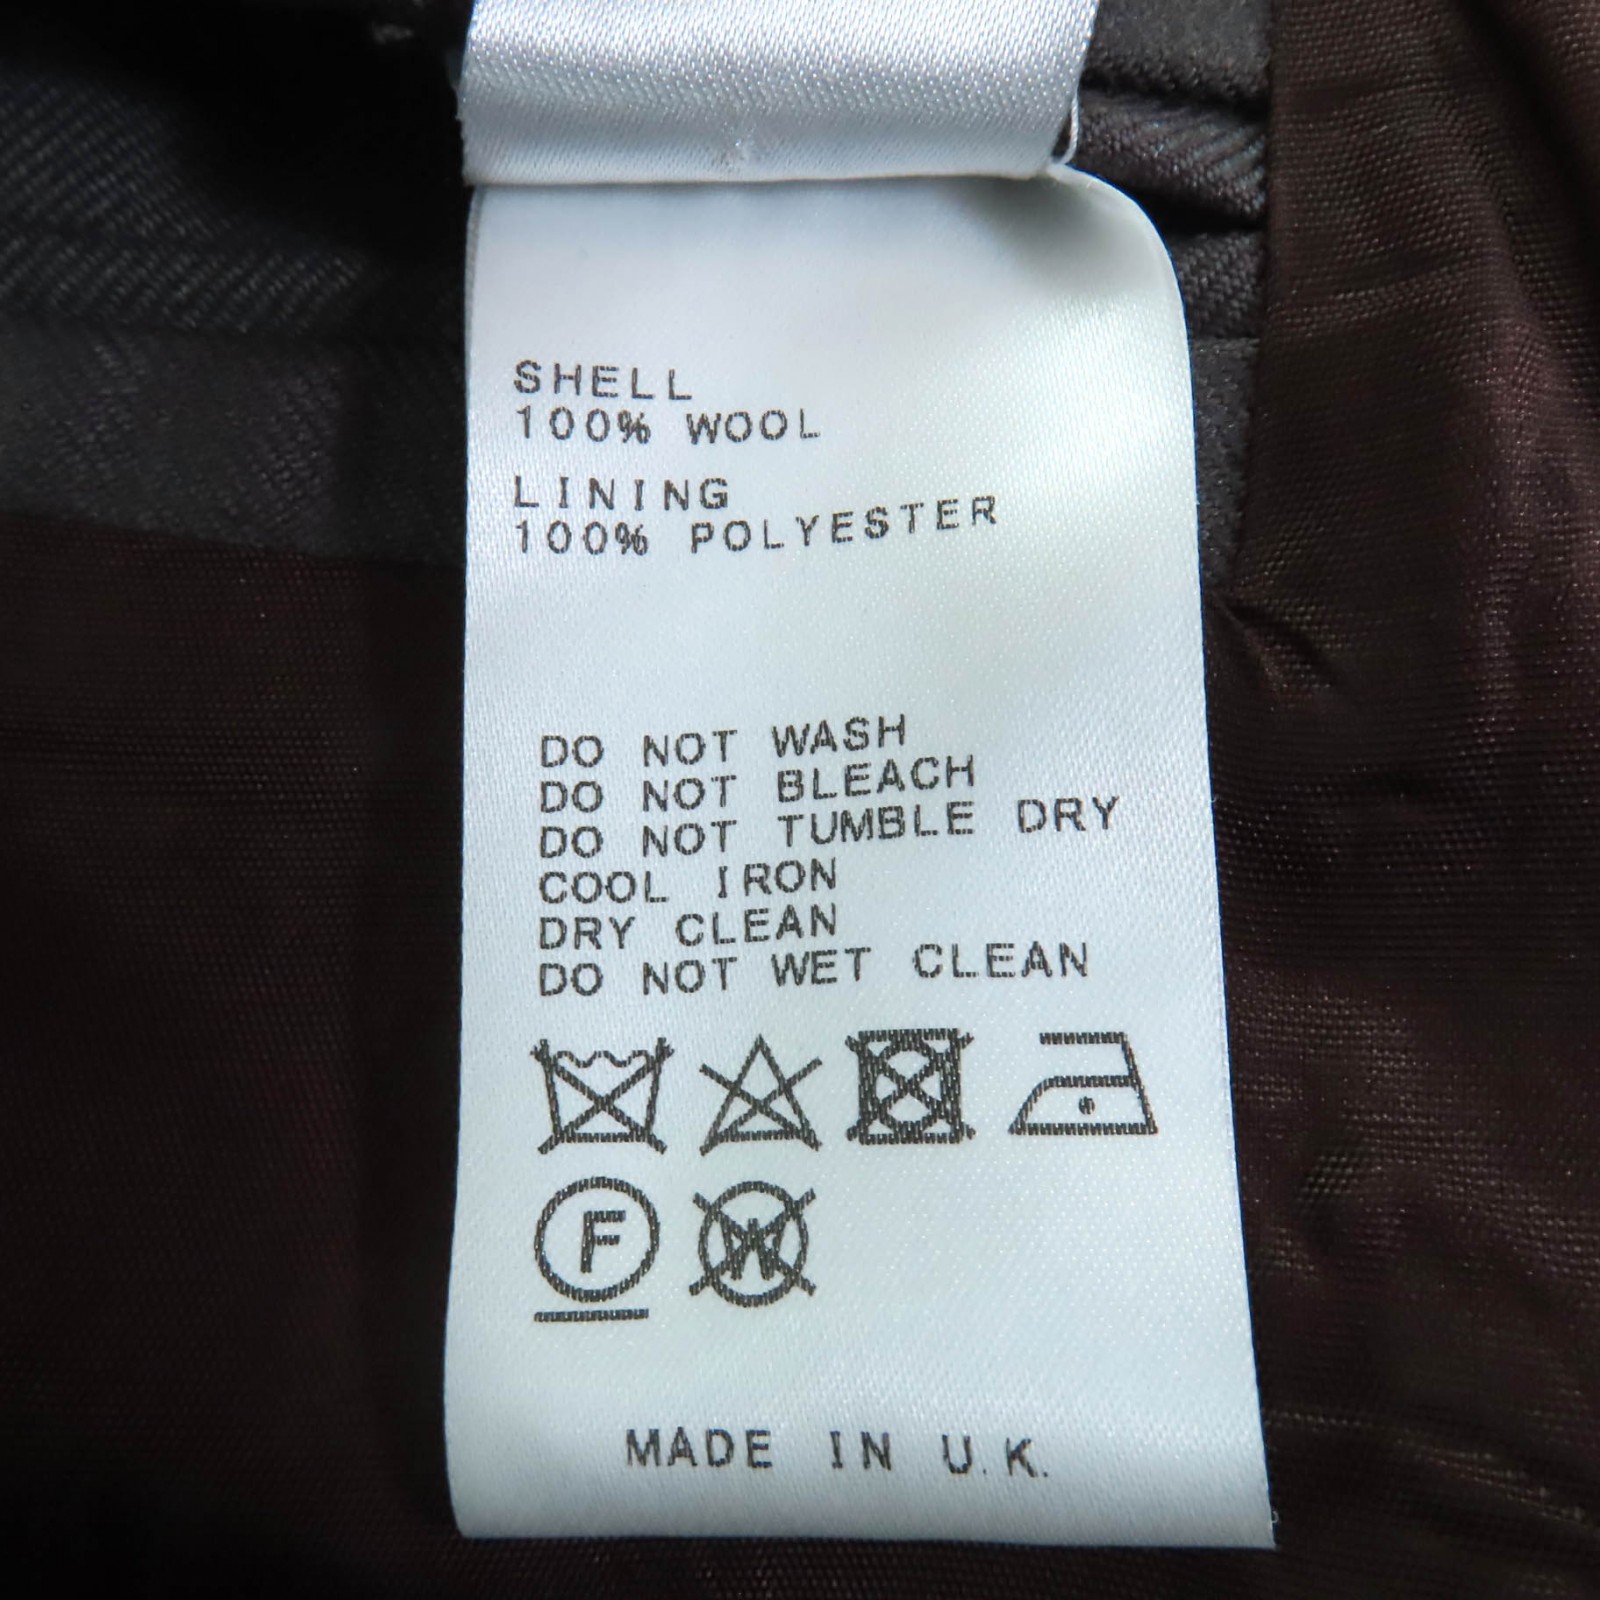 SHELL
100% WOOL
LINING
100% POLYESTER
DO NOT WASH
DO NOT BLEACH
DO NOT TUMBLE DRY
COOL IRON
DRY CLEAN
DO NOT WET CLEAN
F W
MADE IN U.K.